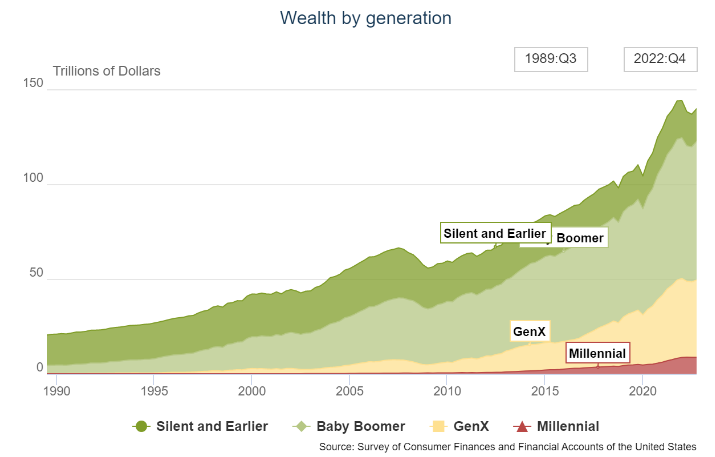 Wealth by generation
1989:Q3 2022:Q4
Trillions of Dollars
150
100
50
0
Silent and Earlier
Boomer
GenX
Millennial
1990 1995 2000 2005 2010 2015 2020
Silent and Earlier Baby Boomer GenX Millennial
Source: Survey of Consumer Finances and Financial Accounts of the United States